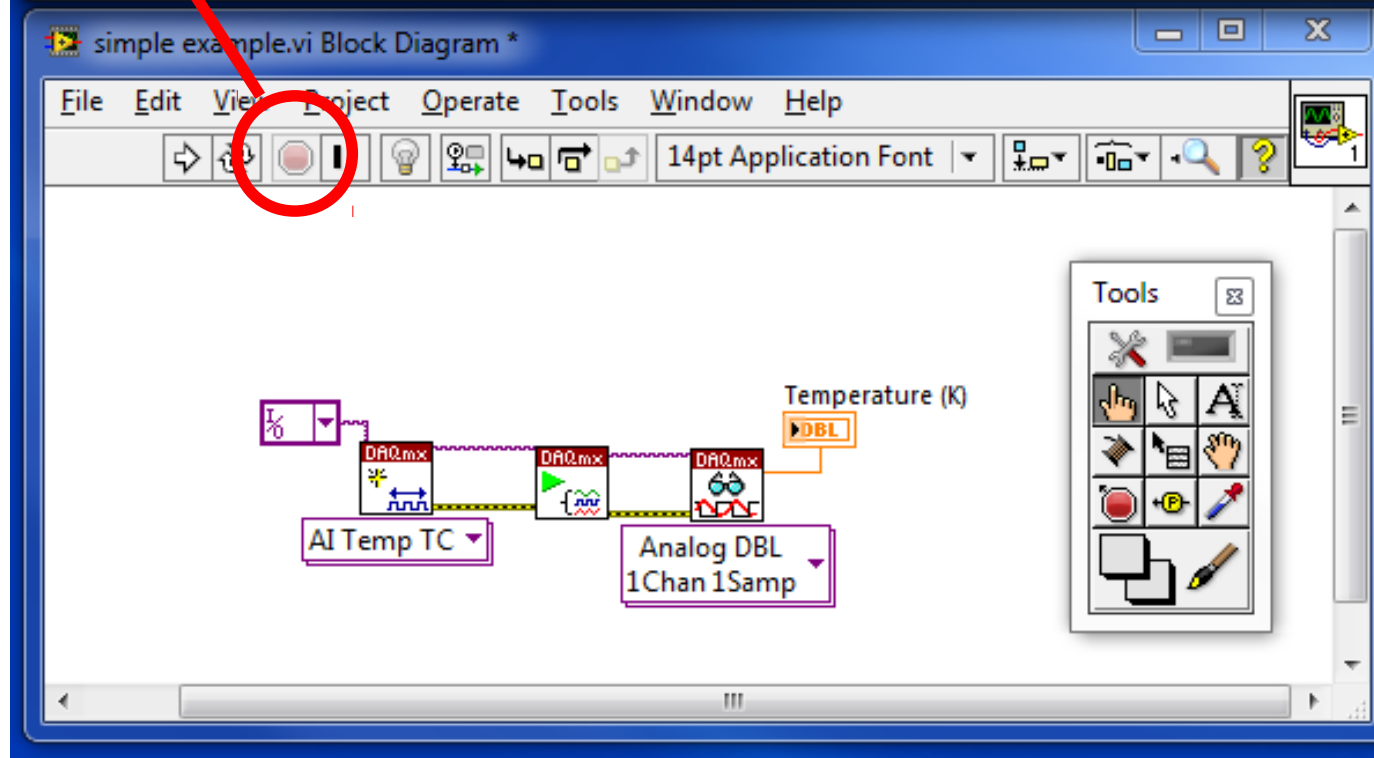 simple example.vi Block Diagram *
File Edit View Project Operate Tools Window Help
14pt Application Font
?
1
Tools
A
P
Temperature (K)
DBL
I/O
DAQmx
DAQmx
DAQmx
AI Temp TC
Analog DBL
1Chan 1Samp